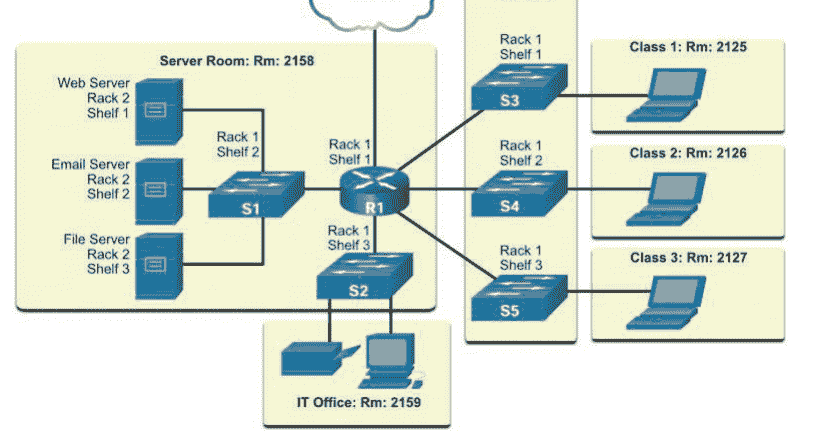 Server Room: Rm: 2158
Web Server
Rack 2
Shelf 1
Email Server
Rack 2
Shelf 2
File Server
Rack 2
Shelf 3
Rack 1
Shelf 2
S1
Rack 1
Shelf 1
R1
Rack 1
Shelf 3
S2
IT Office: Rm: 2159
Rack 1
Shelf 1
S3
Rack 1
Shelf 2
S4
Rack 1
Shelf 3
S5
Class 1: Rm: 2125
Class 2: Rm: 2126
Class 3: Rm: 2127